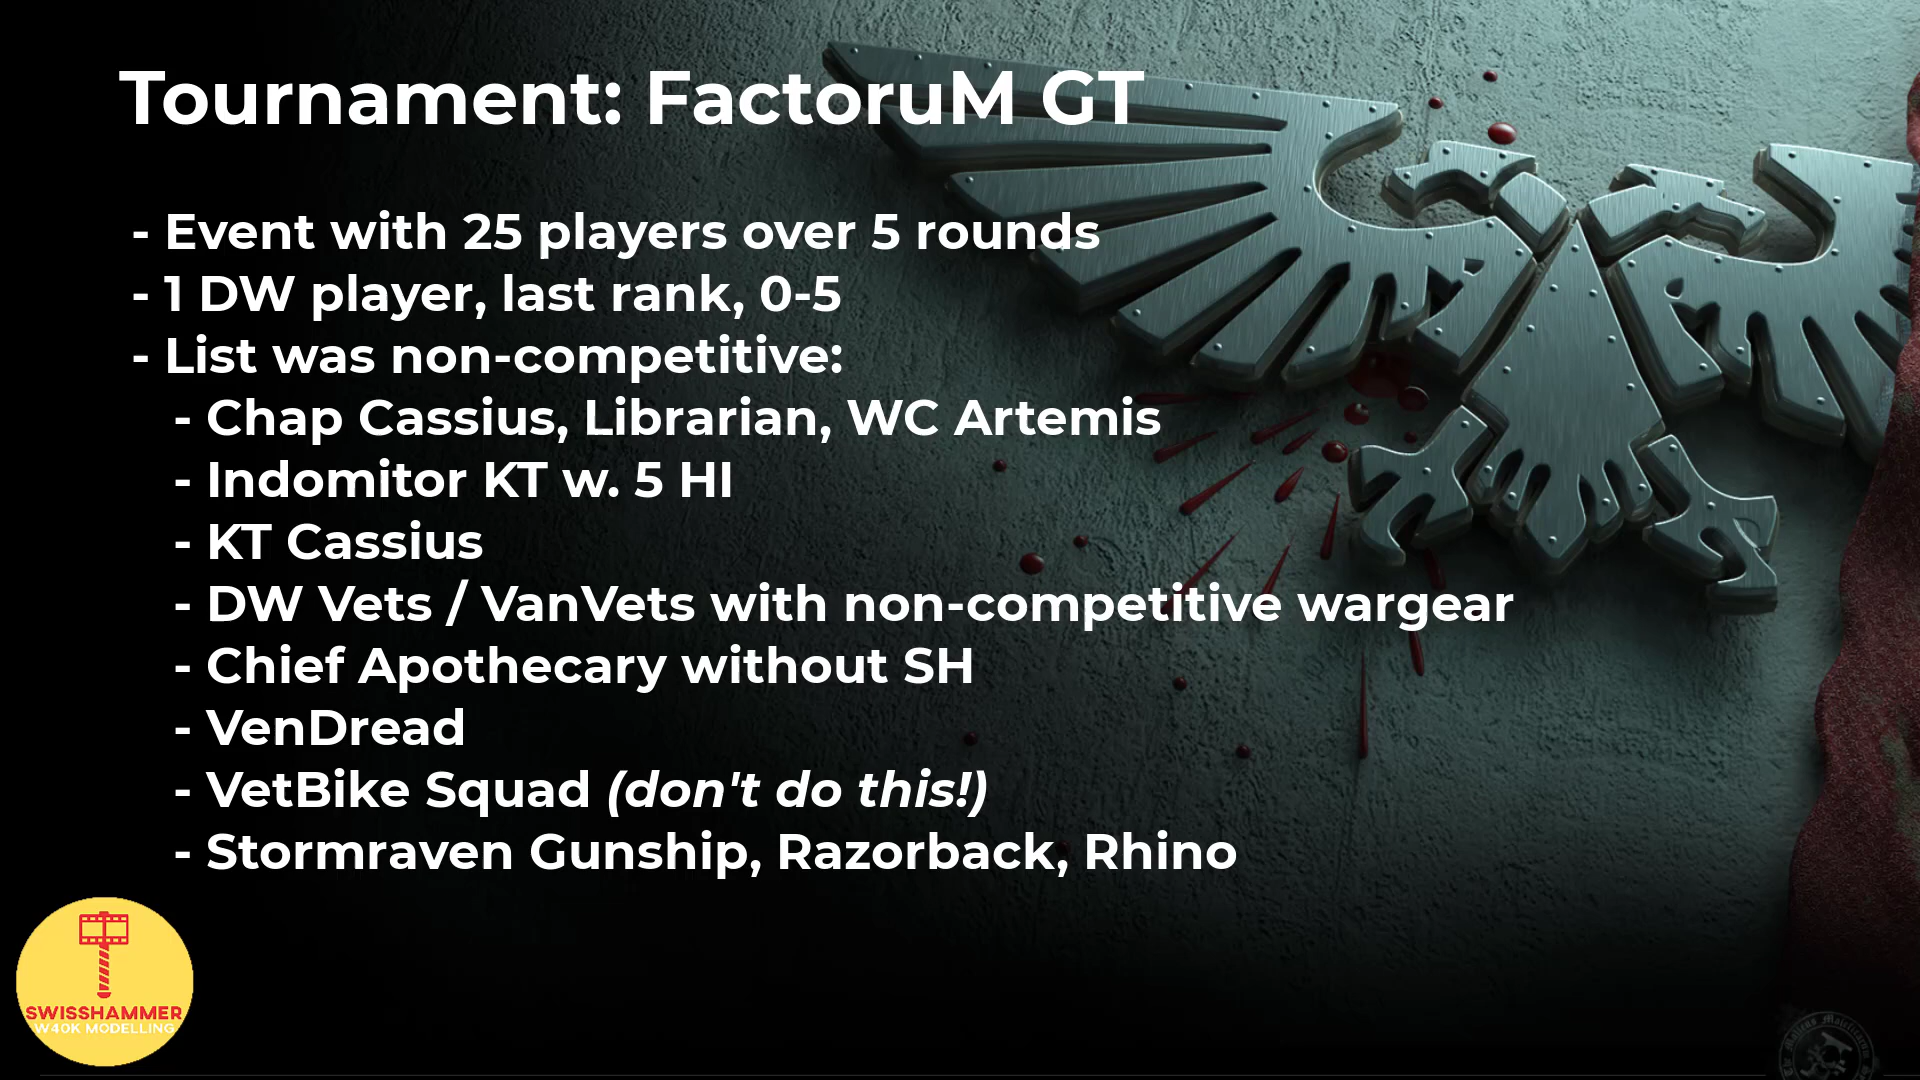 Tournament: FactoruM GT
- Event with 25 players over 5 rounds
- 1 DW player, last rank, 0-5
- List was non-competitive:
- Chap Cassius, Librarian, WC Artemis
- Indomitor KT w. 5 HI
- KT Cassius
- DW Vets / VanVets with non-competitive wargear
- Chief Apothecary without SH
- VenDread
- VetBike Squad (don't do this!)
- Stormraven Gunship, Razorback, Rhino
SWISSHAMMER
W40K MODELLING